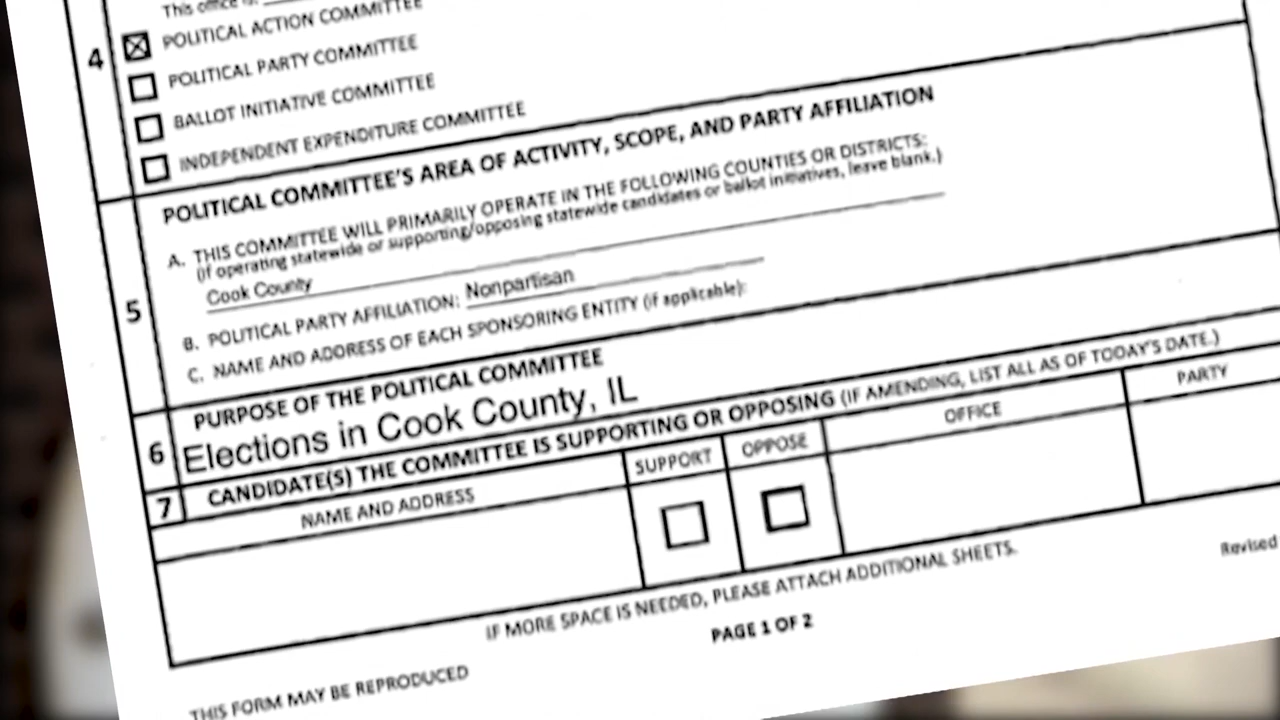 This office is:
4
POLITICAL ACTION COMMITTEE
POLITICAL PARTY COMMITTEE
BALLOT INITIATIVE COMMITTEE
INDEPENDENT EXPENDITURE COMMITTEE
5
POLITICAL COMMITTEE'S AREA OF ACTIVITY, SCOPE, AND PARTY AFFILIATION
A. THIS COMMITTEE WILL PRIMARILY OPERATE IN THE FOLLOWING COUNTIES OR DISTRICTS:
(if operating statewide or supporting/opposing statewide candidates or ballot initiatives, leave blank.)
Cook County
B. POLITICAL PARTY AFFILIATION: Nonpartisan
C. NAME AND ADDRESS OF EACH SPONSORING ENTITY (if applicable):
6
PURPOSE OF THE POLITICAL COMMITTEE
Elections in Cook County, IL
7 CANDIDATE(S) THE COMMITTEE IS SUPPORTING OR OPPOSING (IF AMENDING, LIST ALL AS OF TODAY'S DATE.)
NAME AND ADDRESS SUPPORT OPPOSE OFFICE PARTY
IF MORE SPACE IS NEEDED, PLEASE ATTACH ADDITIONAL SHEETS.
Revised
PAGE 1 OF 2
THIS FORM MAY BE REPRODUCED